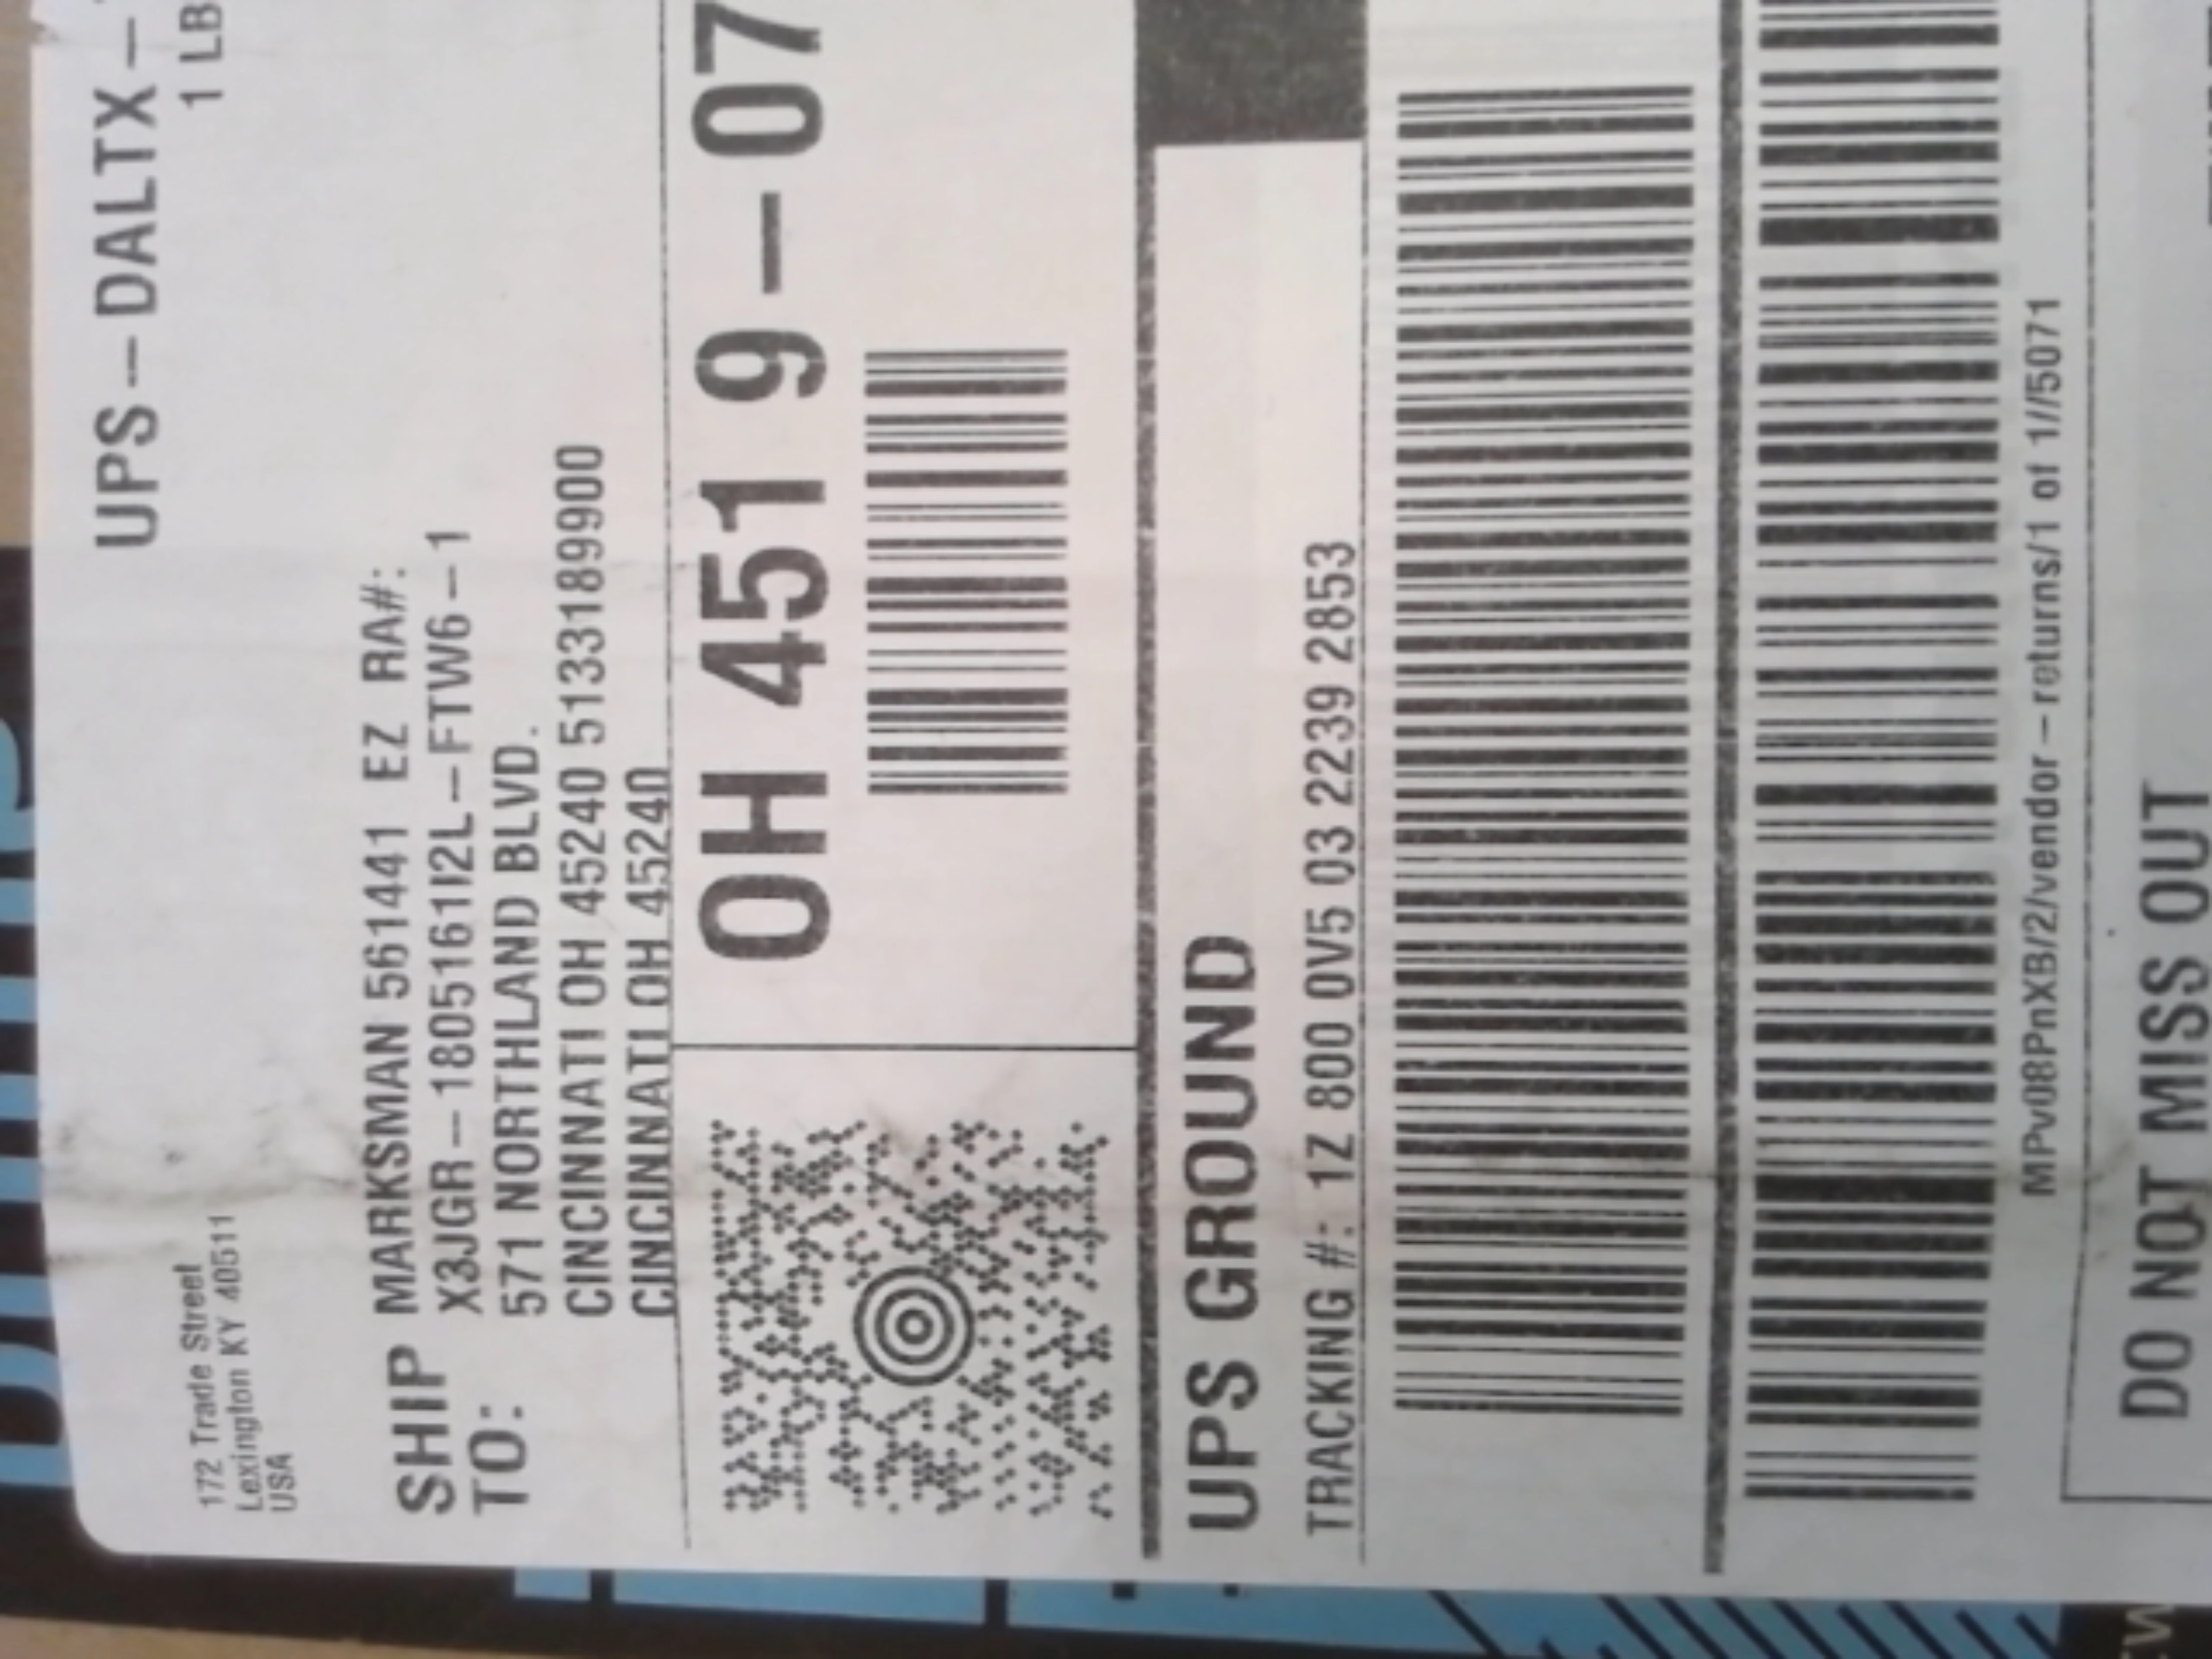 UPS-DALTX-
1 LB
172 Trade Street
Lexington KY 40511
USA
SHIP TO:
MARKSMAN 561441 EZ RA#:
X3JGR-1805161I2L-FTW6-1
571 NORTHLAND BLVD.
CINCINNATI OH 45240 5133189900
CINCINNATI OH 45240
OH 451 9-07
UPS GROUND
TRACKING #: 1Z 800 0V5 03 2239 2853
MPv08PnXB/2/vendor-returns/1 of 1//5071
DO NOT MISS OUT